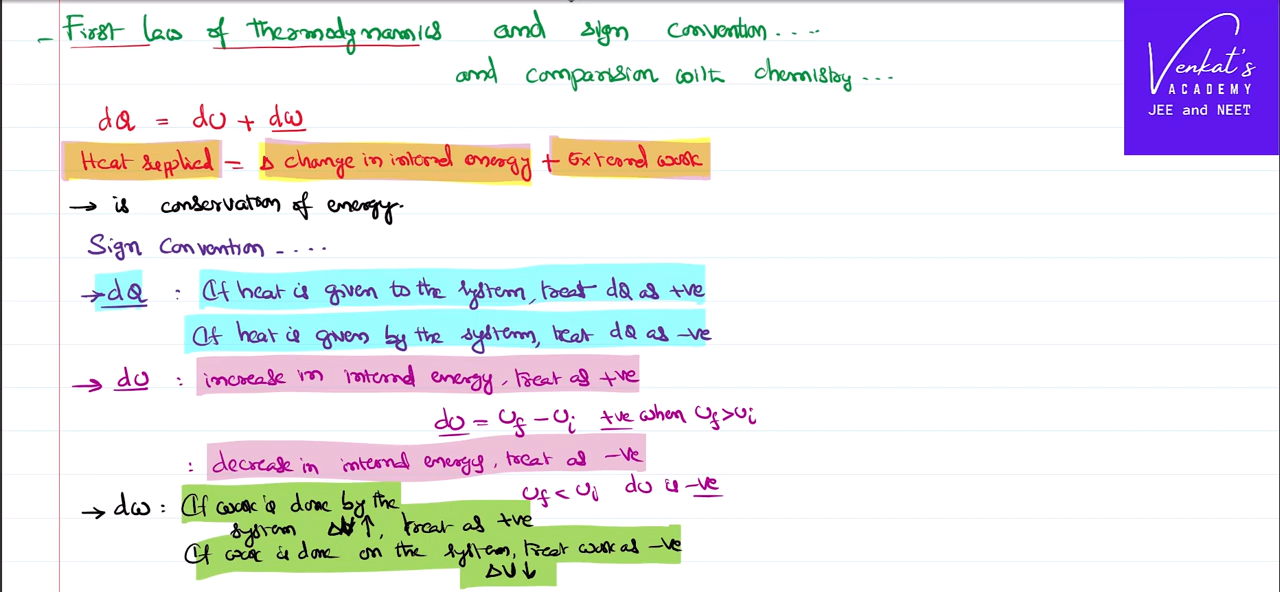 - First law of thermodynamics and sign convention....
and comparision with chemistry...
Venkat's
ACADEMY
JEE and NEET
dQ = dU + dw
Heat supplied = Δ change in internal energy + External work
→ is conservation of energy.
Sign Convention -....
→ dQ : If heat is given to the system, treat dQ as +ve
If heat is given by the system, treat dQ as -ve
→ dU : increase in internal energy, treat as +ve
dU = Uf - Ui +ve when Uf > Ui
: decrease in internal energy, treat as -ve
Uf < Ui dU is -ve
→ dw : If work is done by the
system ΔV↑, treat as +ve
If work is done on the system, treat work as -ve
ΔV↓